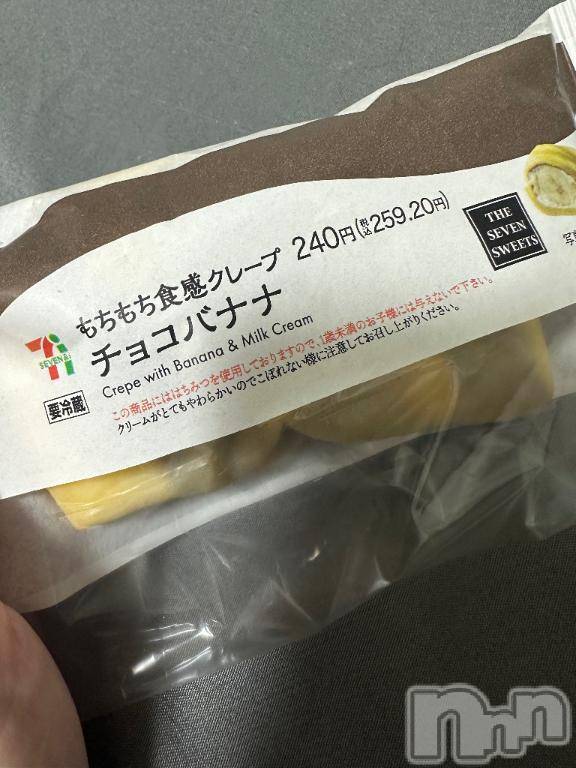 もちもち食感クレープ
チョコバナナ
240円(税込259.20円)
Crepe with Banana & Milk Cream
THE
SEVEN
SWEETS
SEVEN&i
要冷蔵
この商品にははちみつを使用しておりますので、1歳未満のお子様には与えないで下さい。
クリームがとてもやわらかいのでこぼれない様に注意してお召し上がりください。
写
nnn